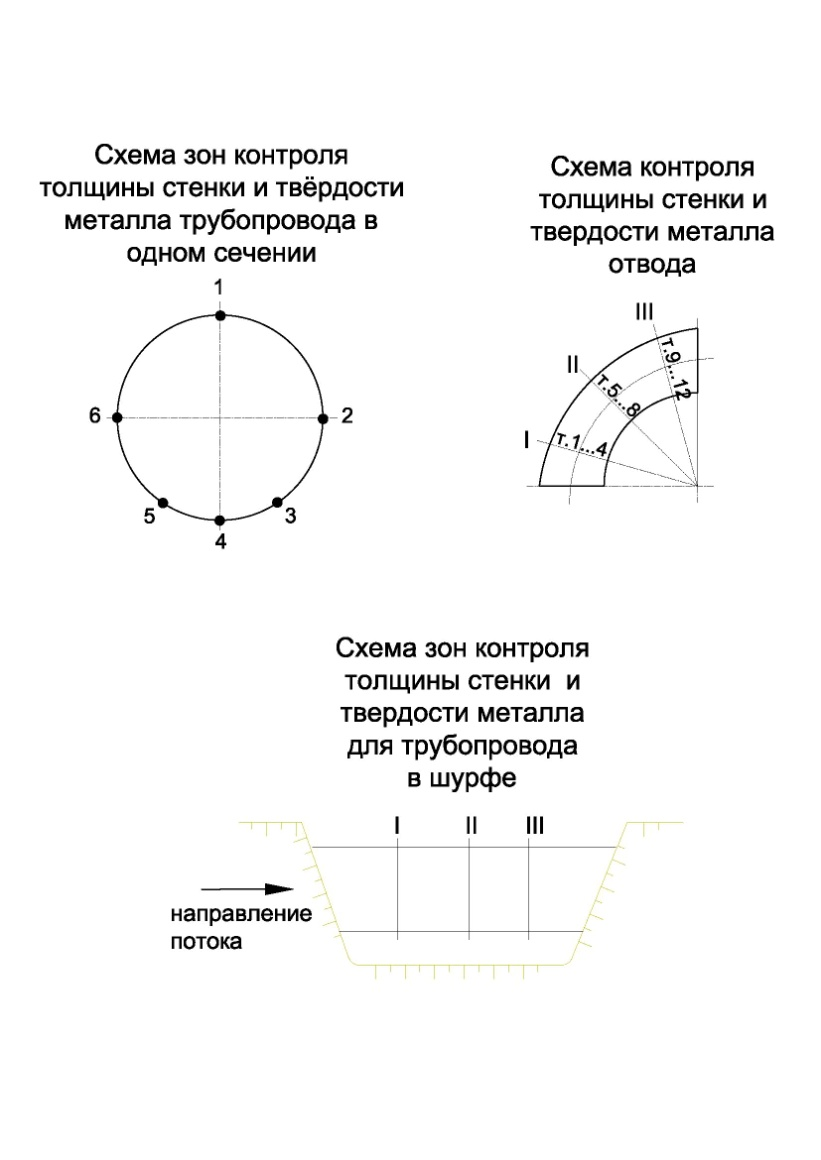 Схема зон контроля
толщины стенки и твёрдости
металла трубопровода в
одном сечении
1
6
2
5
3
4
Схема контроля
толщины стенки и
твердости металла
отвода
III
II
I
т.9...12
т.5...8
т.1...4
Схема зон контроля
толщины стенки и
твердости металла
для трубопровода
в шурфе
I II III
направление
потока